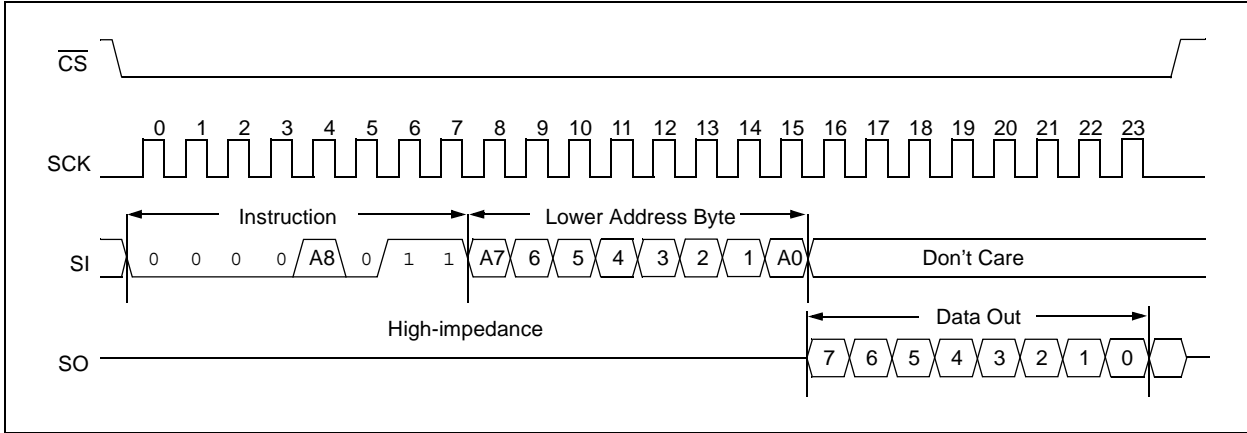 CS
0 1 2 3 4 5 6 7 8 9 10 11 12 13 14 15 16 17 18 19 20 21 22 23
SCK
Instruction Lower Address Byte
SI 0 0 0 0 A8 0 1 1 A7 6 5 4 3 2 1 A0 Don't Care
High-impedance Data Out
SO 7 6 5 4 3 2 1 0